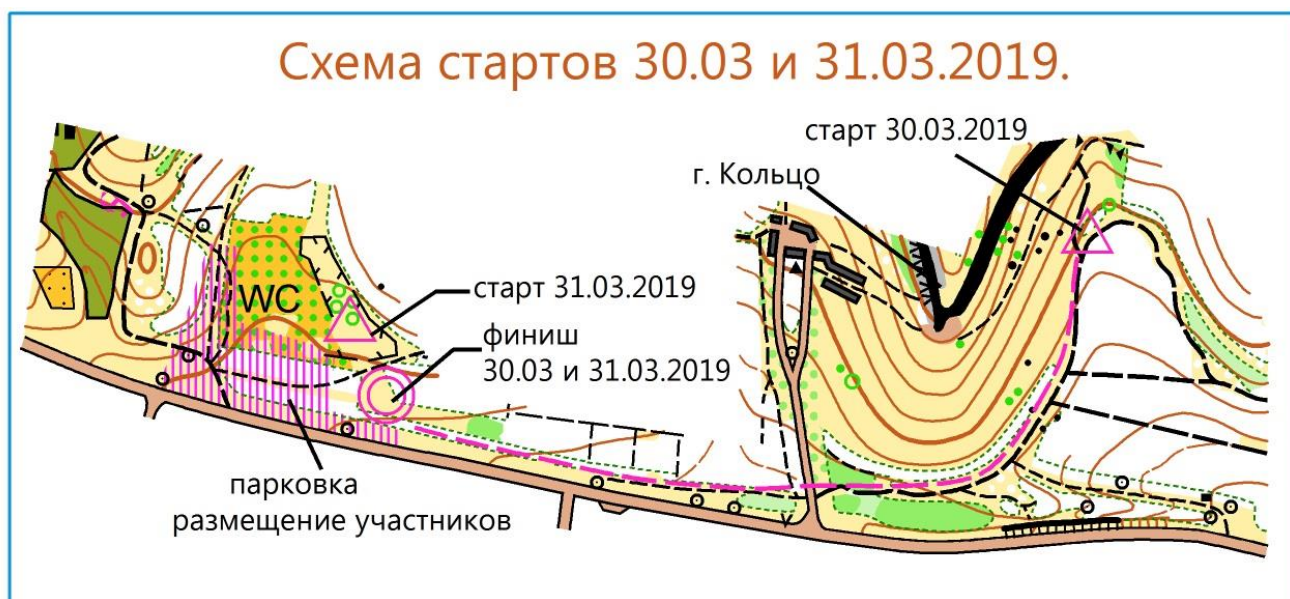 Схема стартов 30.03 и 31.03.2019.
старт 30.03.2019
г. Кольцо
WC
старт 31.03.2019
финиш
30.03 и 31.03.2019
парковка
размещение участников